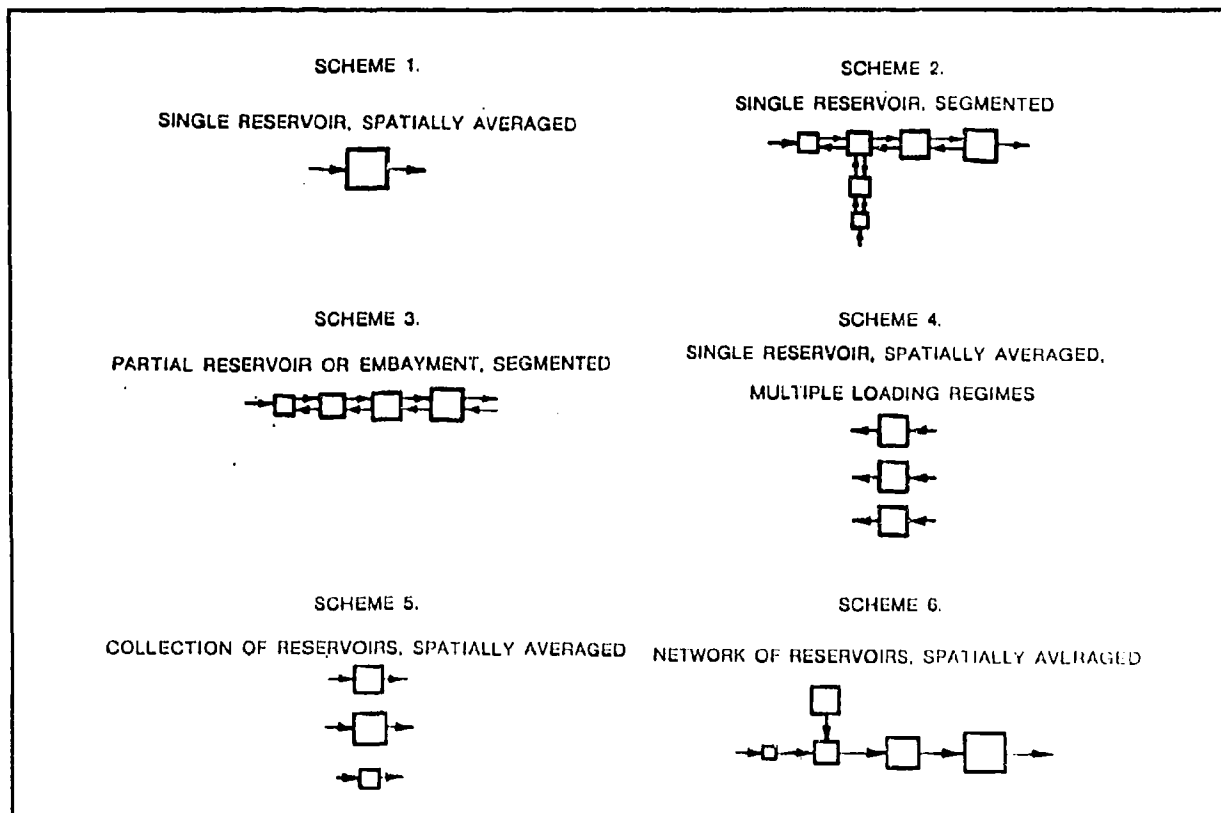 SCHEME 1.
SINGLE RESERVOIR, SPATIALLY AVERAGED
SCHEME 2.
SINGLE RESERVOIR, SEGMENTED
SCHEME 3.
PARTIAL RESERVOIR OR EMBAYMENT, SEGMENTED
SCHEME 4.
SINGLE RESERVOIR, SPATIALLY AVERAGED,
MULTIPLE LOADING REGIMES
SCHEME 5.
COLLECTION OF RESERVOIRS, SPATIALLY AVERAGED
SCHEME 6.
NETWORK OF RESERVOIRS, SPATIALLY AVERAGED